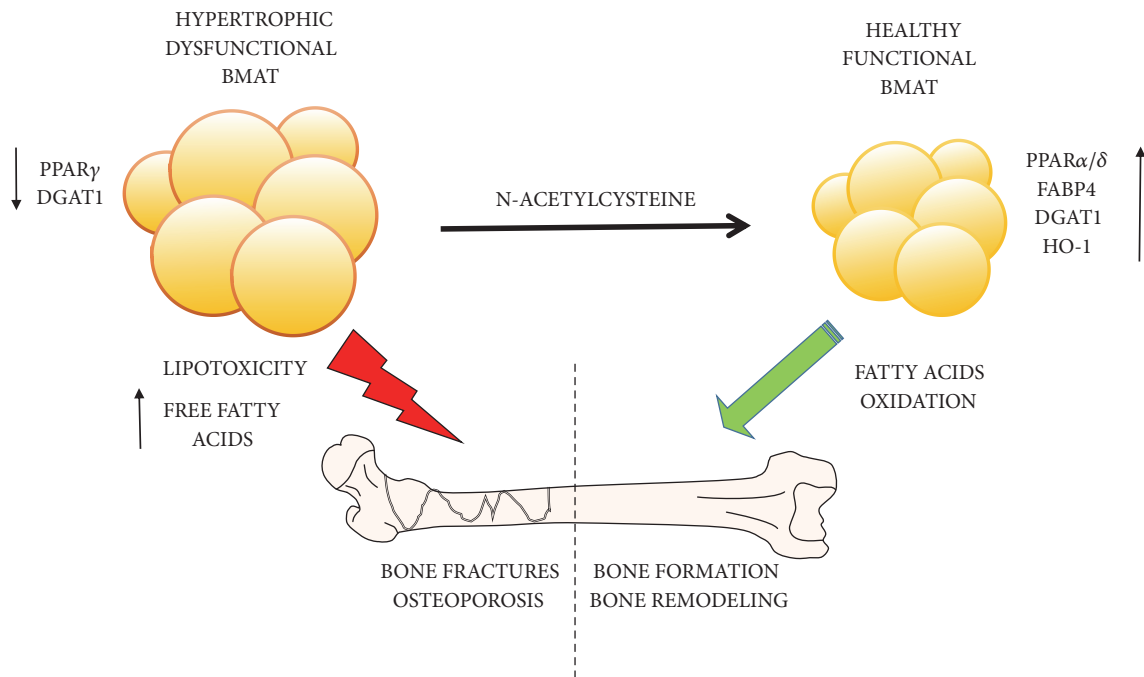 HYPERTROPHIC
DYSFUNCTIONAL
BMAT
HEALTHY
FUNCTIONAL
BMAT
PPARγ
DGAT1
N-ACETYLCYSTEINE
PPARα/δ
FABP4
DGAT1
HO-1
LIPOTOXICITY
FREE FATTY
ACIDS
FATTY ACIDS
OXIDATION
BONE FRACTURES
OSTEOPOROSIS
BONE FORMATION
BONE REMODELING